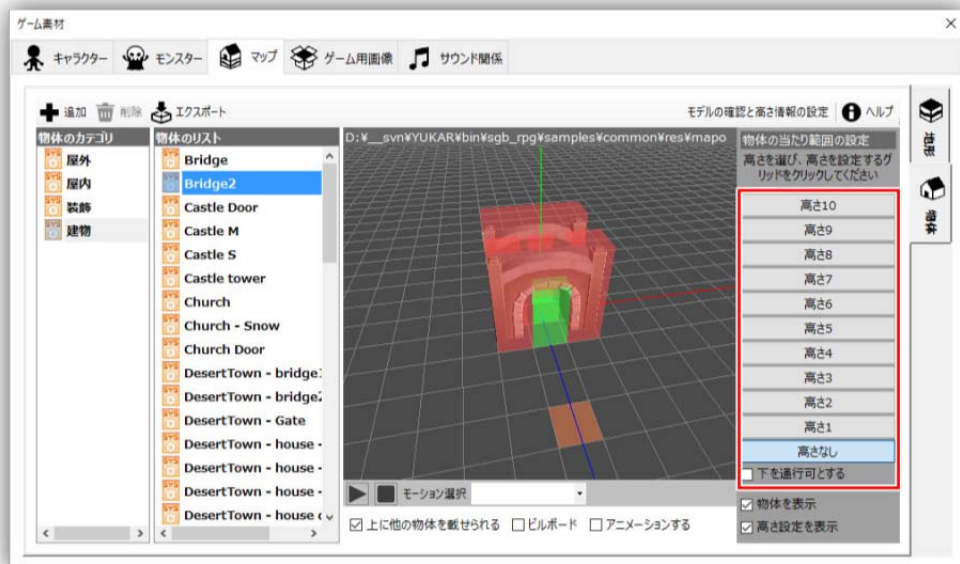 ゲーム素材
キャラクター
モンスター
マップ
ゲーム用画像
サウンド関係
追加
削除
エクスポート
モデルの確認と高さ情報の設定
ヘルプ
物体のカテゴリ
屋外
屋内
装飾
建物
物体のリスト
Bridge
Bridge2
Castle Door
Castle M
Castle S
Castle tower
Church
Church - Snow
Church Door
DesertTown - bridge
DesertTown - bridge2
DesertTown - Gate
DesertTown - house -
DesertTown - house -
DesertTown - house -
DesertTown - house
D:¥__svn¥YUKAR¥bin¥sgb_rpg¥samples¥common¥res¥mapo
モーション選択
上に他の物体を載せられる
ビルボード
アニメーションする
物体の当たり範囲の設定
高さを選び、高さを設定するグ
リッドをクリックしてください
高さ10
高さ9
高さ8
高さ7
高さ6
高さ5
高さ4
高さ3
高さ2
高さ1
高さなし
下を通行可とする
物体を表示
高さ設定を表示
地形
物体